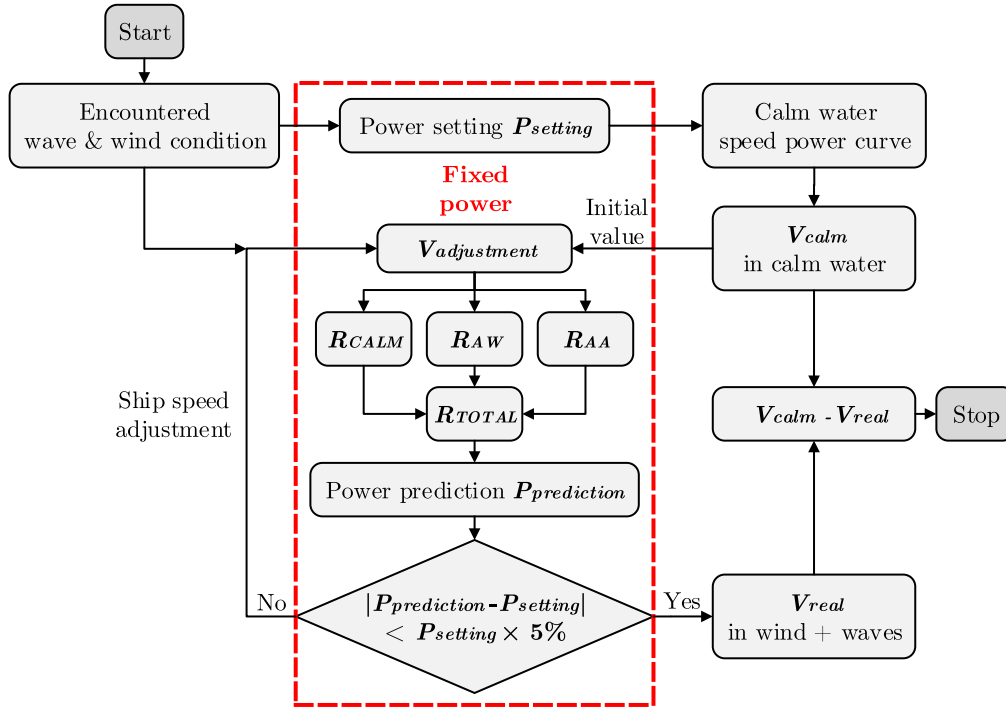 Start
Encountered
wave & wind condition
Power setting Psetting
Calm water
speed power curve
Fixed
power
Initial
value
Vadjustment
Vcalm
in calm water
RCALM
RAW
RAA
Ship speed
adjustment
RTOTAL
Vcalm - Vreal
Stop
Power prediction Pprediction
No
|Pprediction-Psetting|
< Psetting × 5%
Yes
Vreal
in wind + waves